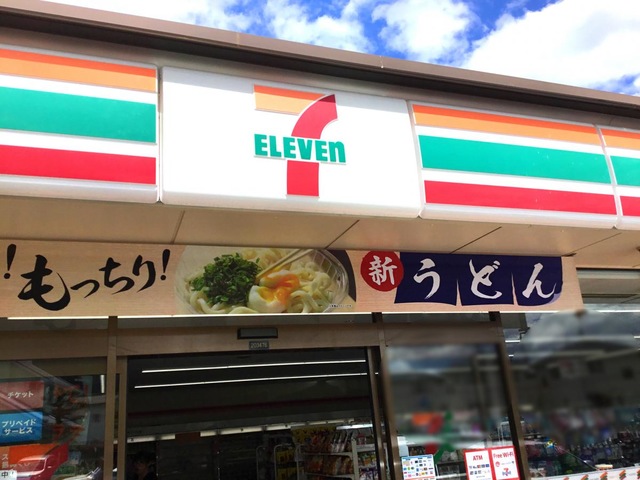 7
ELEVEn
!もっちり!
新うどん
チケット
プリペイド
サービス
ATM
Free Wi-Fi